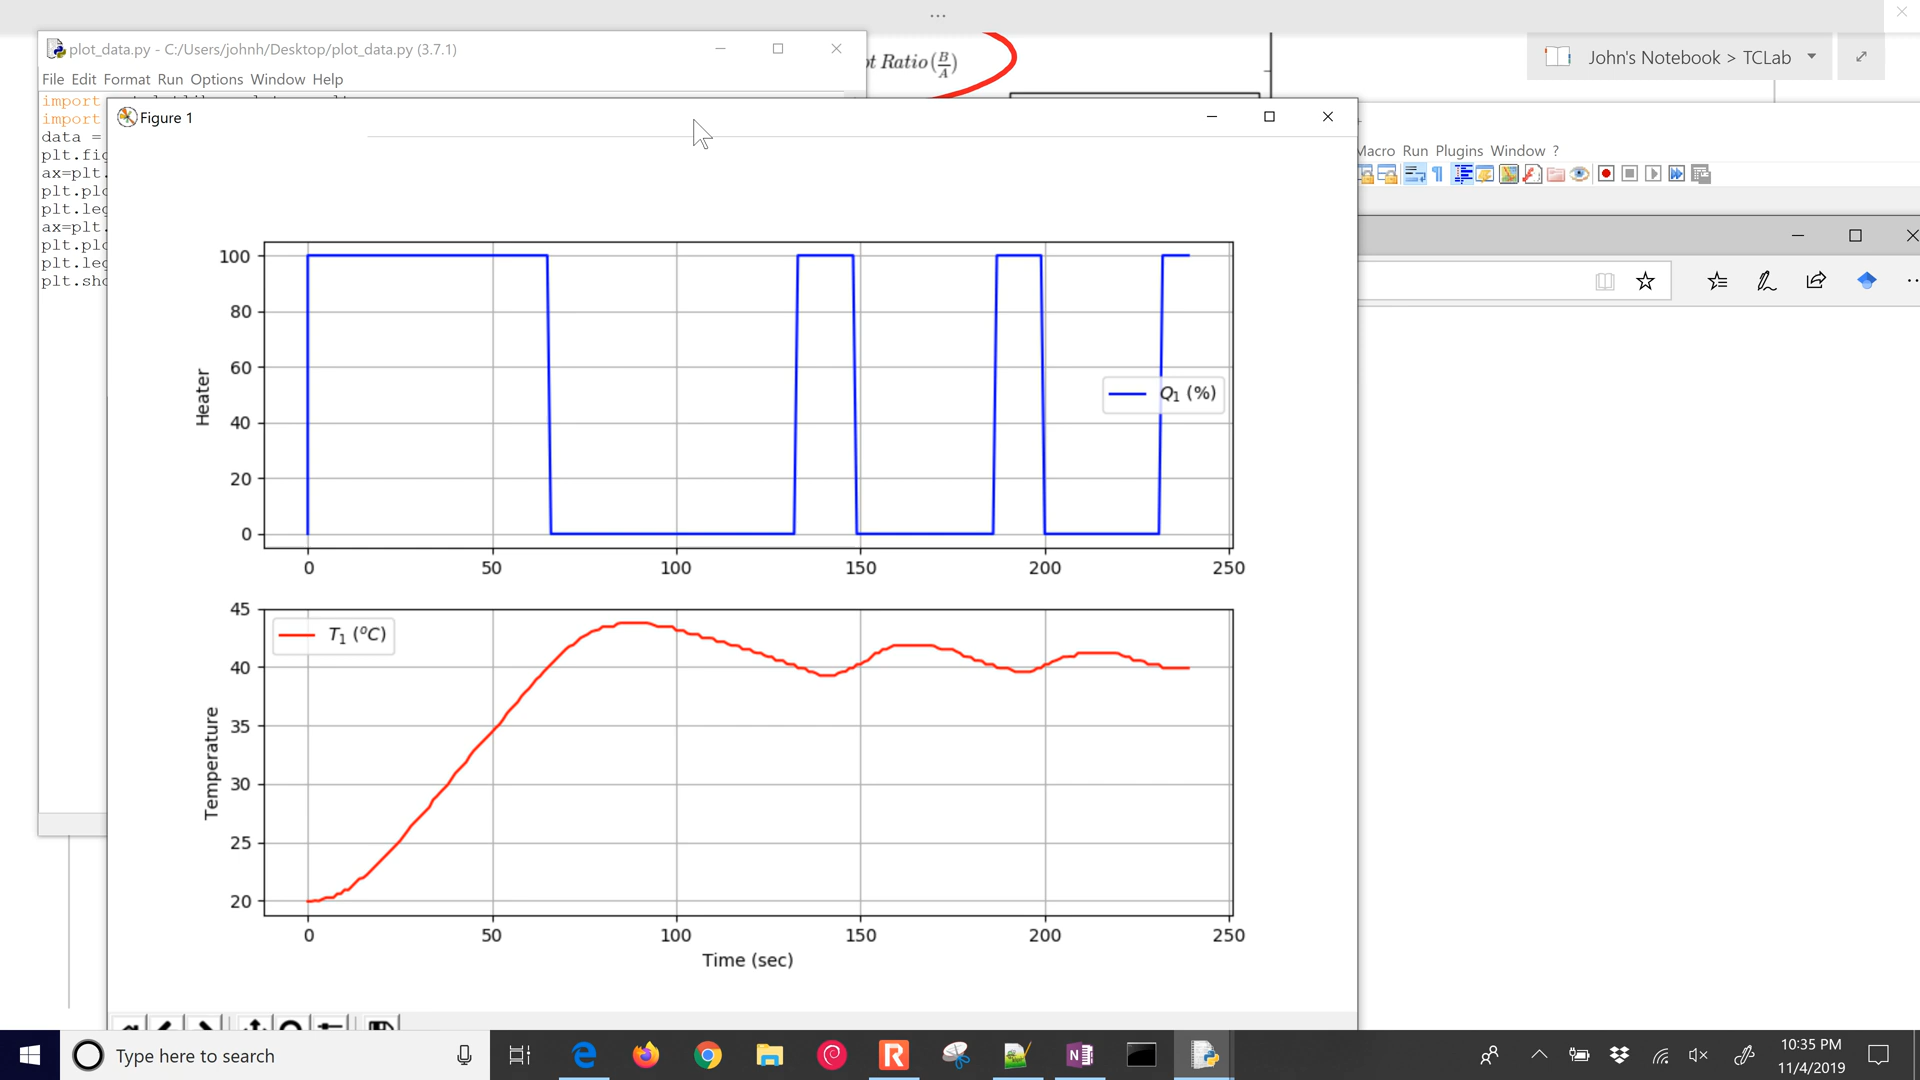 ...
plot_data.py - C:/Users/johnh/Desktop/plot_data.py (3.7.1)
File Edit Format Run Options Window Help
Ratio (B/A)
John's Notebook > TCLab
import
import
data =
plt.fig
ax=plt.
plt.plo
plt.leg
ax=plt.
plt.plo
plt.leg
plt.sho
Figure 1
Macro Run Plugins Window ?
Heater
100
80
60
40
20
0
Q₁ (%)
0 50 100 150 200 250
Temperature
45
40
35
30
25
20
T₁ (⁰C)
0 50 100 150 200 250
Time (sec)
Type here to search
10:35 PM
11/4/2019